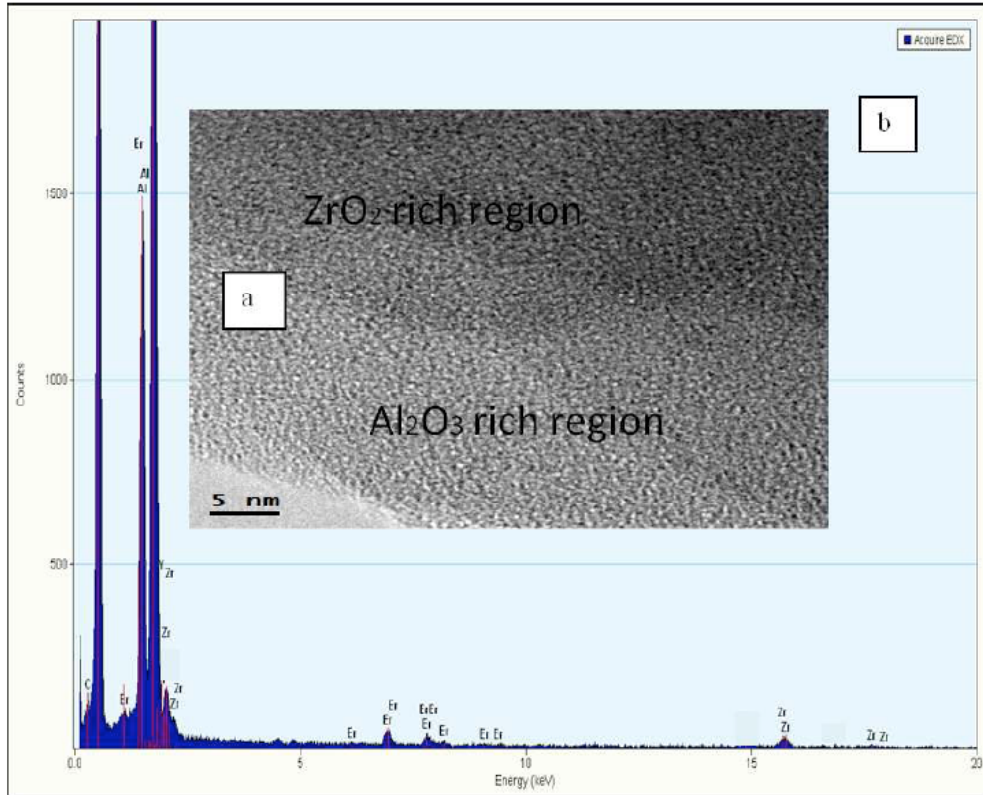 Acquire EDX
b
Er
Al
Al
1500
ZrO2 rich region
a
Counts
1000
Al2O3 rich region
5 nm
500
Zr
Zr
C
Er
Zr
Zr
Er
Er
Er
ErEr
Er
Er
Er Er
Zr
Zr
Zr Zr
0.0 5 10 15 20
Energy (keV)